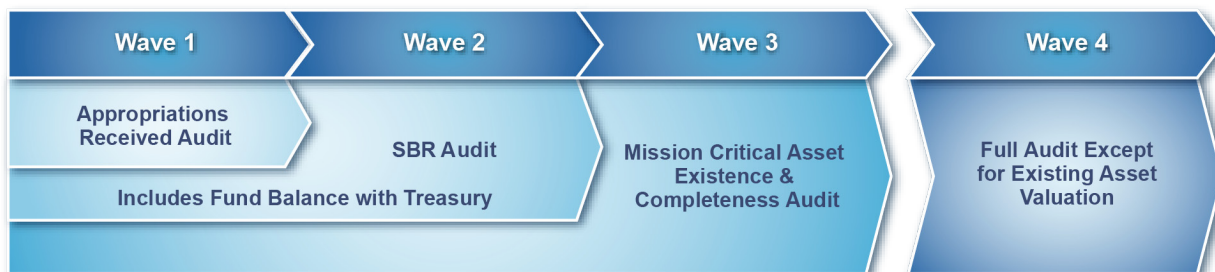 Wave 1
Wave 2
Wave 3
Wave 4
Appropriations
Received Audit
SBR Audit
Includes Fund Balance with Treasury
Mission Critical Asset
Existence &
Completeness Audit
Full Audit Except
for Existing Asset
Valuation